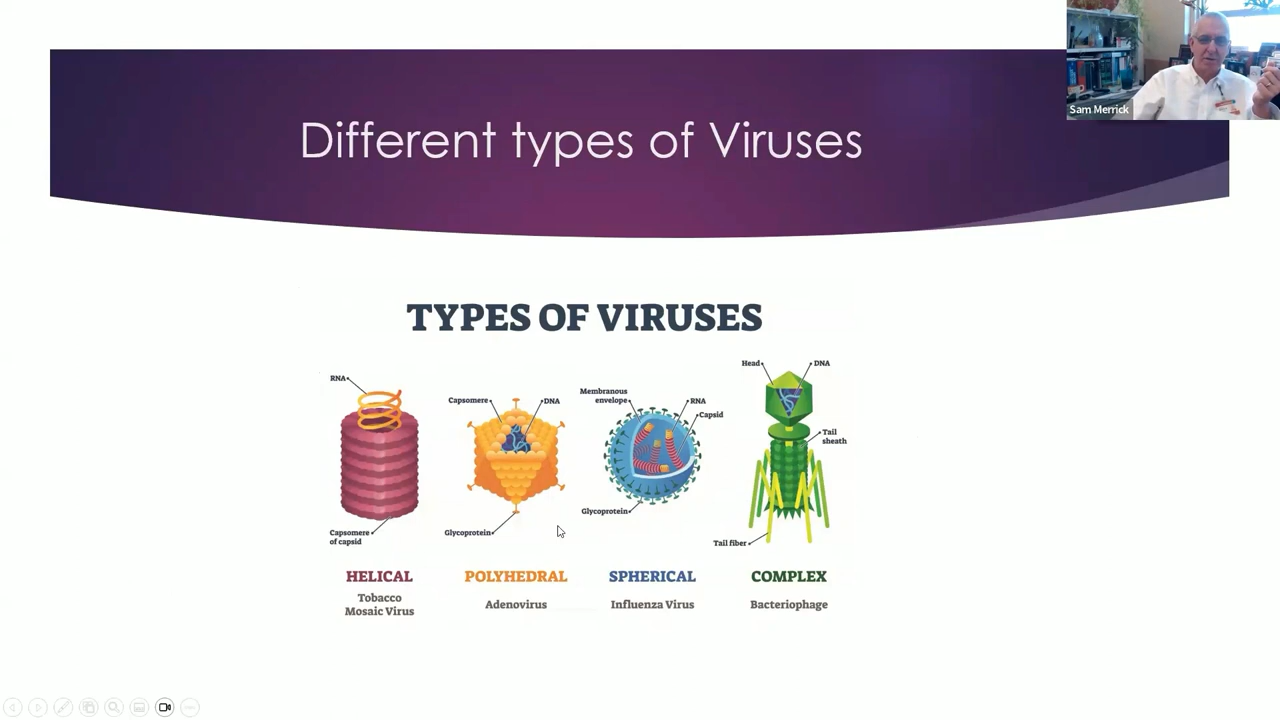 Sam Merrick
Different types of Viruses
TYPES OF VIRUSES
RNA
Capsomere
of capsid
HELICAL
Tobacco
Mosaic Virus
Capsomere
DNA
Glycoprotein
POLYHEDRAL
Adenovirus
Membranous
envelope
RNA
Capsid
Glycoprotein
SPHERICAL
Influenza Virus
Head
DNA
Tail
sheath
Tail fiber
COMPLEX
Bacteriophage